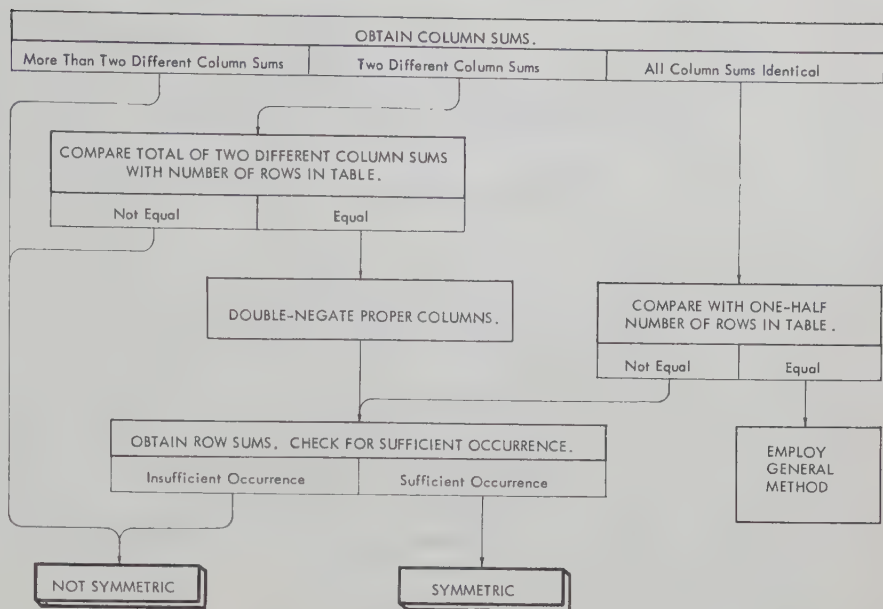 OBTAIN COLUMN SUMS.
More Than Two Different Column Sums
Two Different Column Sums
All Column Sums Identical
COMPARE TOTAL OF TWO DIFFERENT COLUMN SUMS
WITH NUMBER OF ROWS IN TABLE.
Not Equal
Equal
DOUBLE-NEGATE PROPER COLUMNS.
COMPARE WITH ONE-HALF
NUMBER OF ROWS IN TABLE.
Not Equal
Equal
OBTAIN ROW SUMS. CHECK FOR SUFFICIENT OCCURRENCE.
Insufficient Occurrence
Sufficient Occurrence
EMPLOY
GENERAL
METHOD
NOT SYMMETRIC
SYMMETRIC